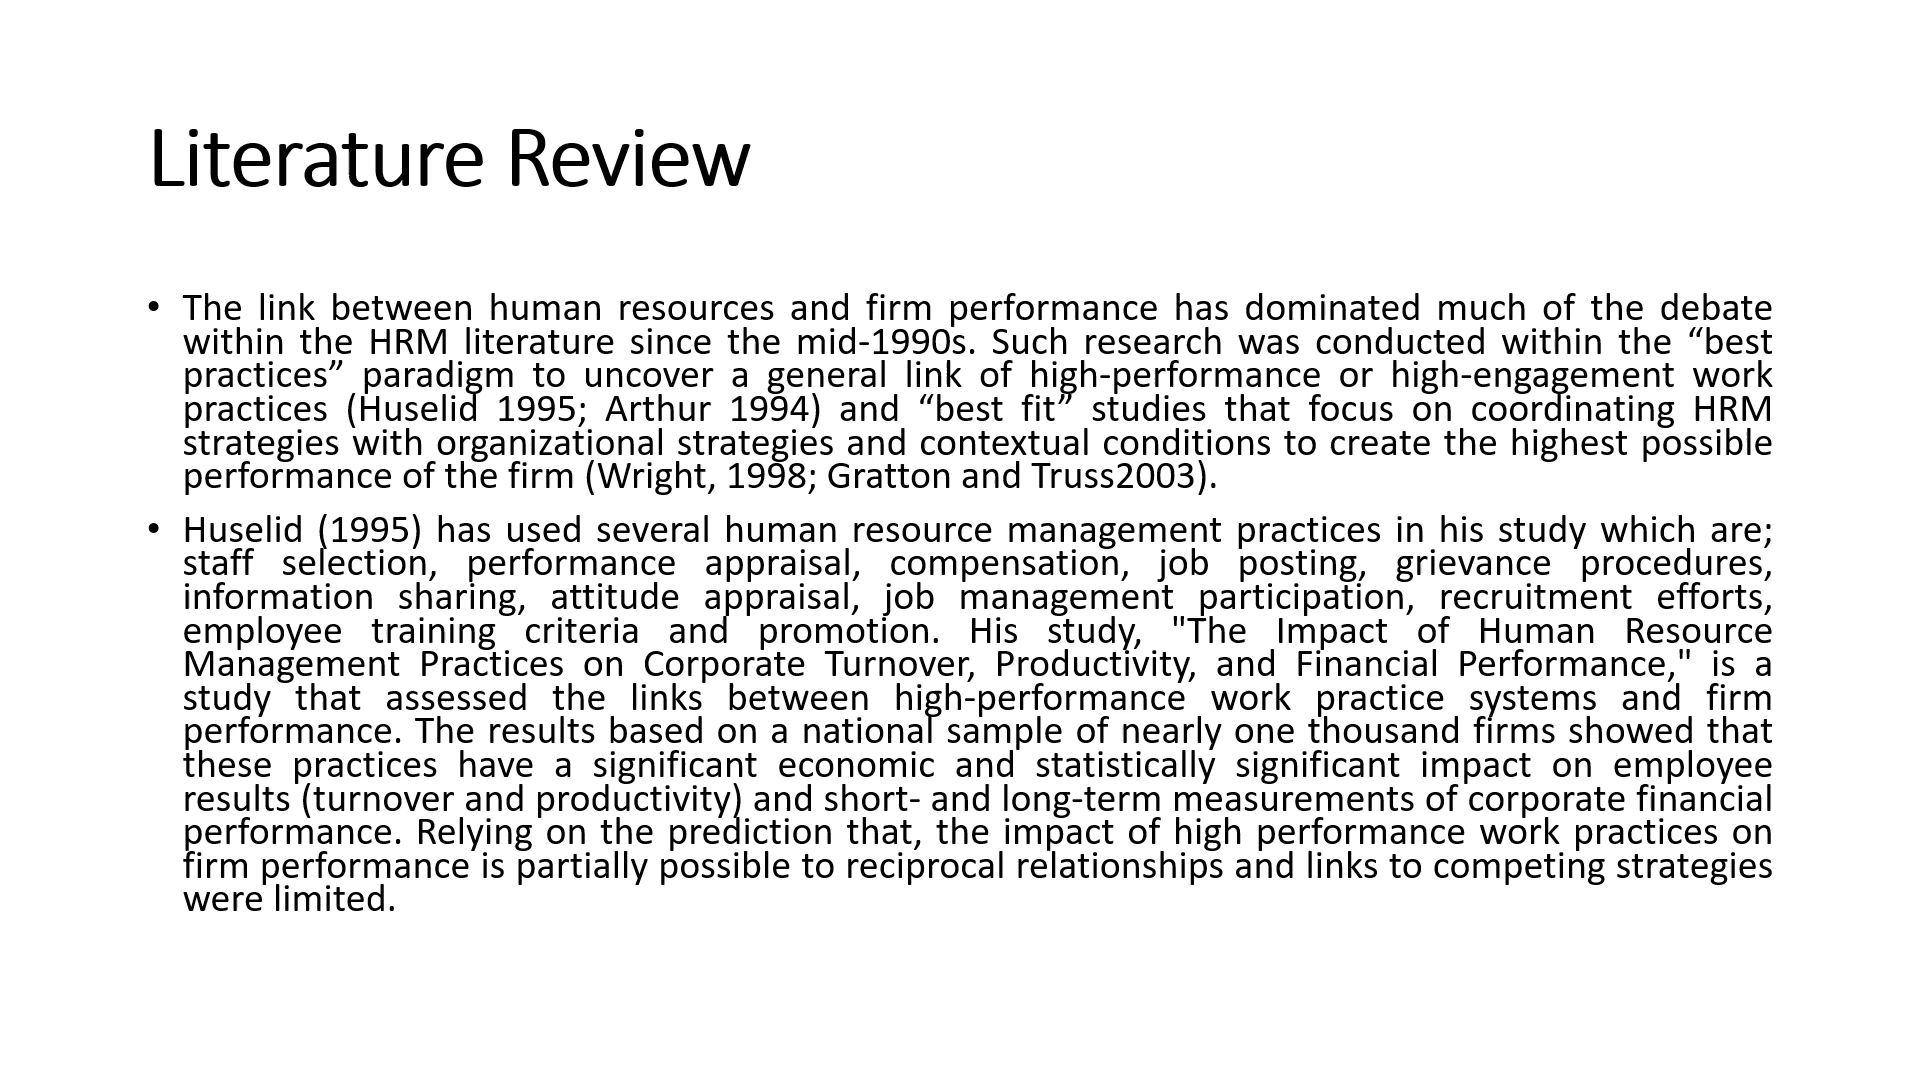 Literature Review
• The link between human resources and firm performance has dominated much of the debate
within the HRM literature since the mid-1990s. Such research was conducted within the “best
practices” paradigm to uncover a general link of high-performance or high-engagement work
practices (Huselid 1995; Arthur 1994) and “best fit” studies that focus on coordinating HRM
strategies with organizational strategies and contextual conditions to create the highest possible
performance of the firm (Wright, 1998; Gratton and Truss2003).
• Huselid (1995) has used several human resource management practices in his study which are;
staff selection, performance appraisal, compensation, job posting, grievance procedures,
information sharing, attitude appraisal, job management participation, recruitment efforts,
employee training criteria and promotion. His study, "The Impact of Human Resource
Management Practices on Corporate Turnover, Productivity, and Financial Performance," is a
study that assessed the links between high-performance work practice systems and firm
performance. The results based on a national sample of nearly one thousand firms showed that
these practices have a significant economic and statistically significant impact on employee
results (turnover and productivity) and short- and long-term measurements of corporate financial
performance. Relying on the prediction that, the impact of high performance work practices on
firm performance is partially possible to reciprocal relationships and links to competing strategies
were limited.